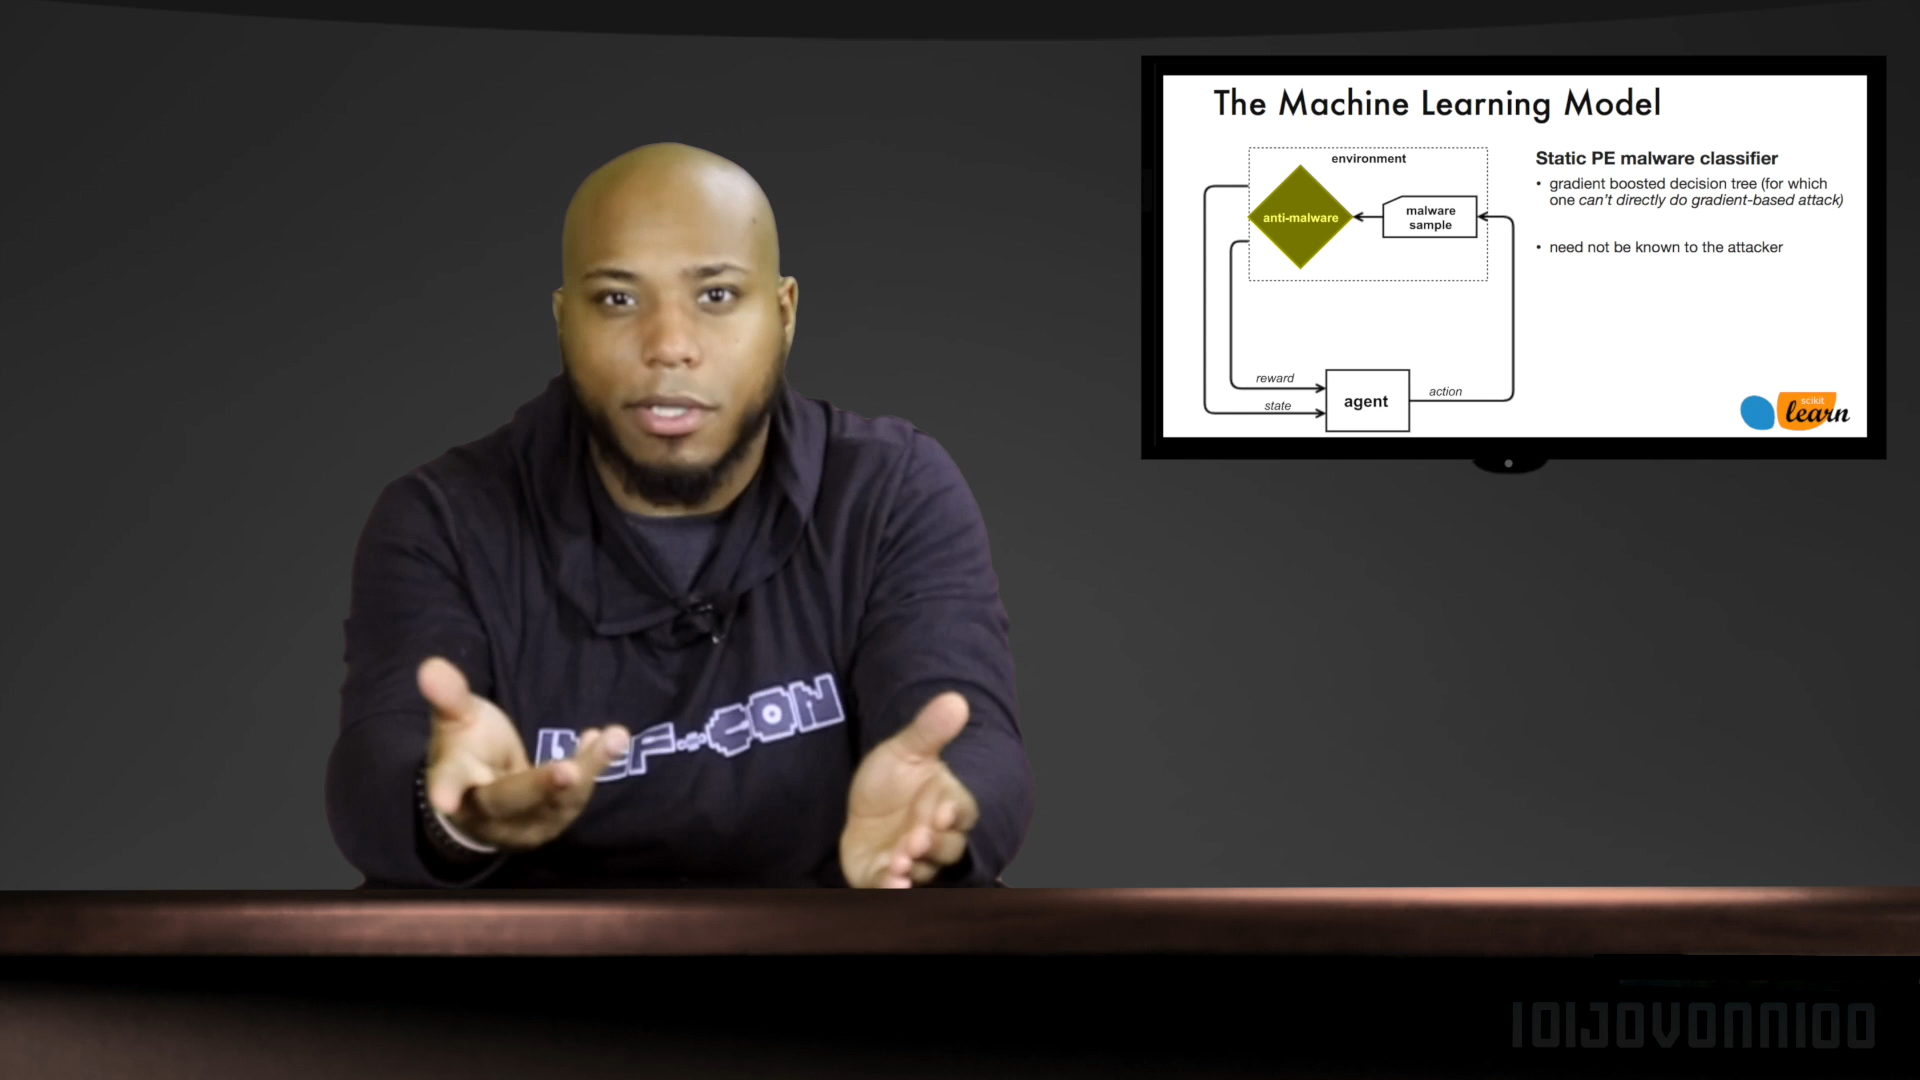 The Machine Learning Model
environment
anti-malware
malware
sample
reward
state
agent
action
Static PE malware classifier
• gradient boosted decision tree (for which
one can't directly do gradient-based attack)
• need not be known to the attacker
scikit
learn
DEF-CON
101JOVONNI00